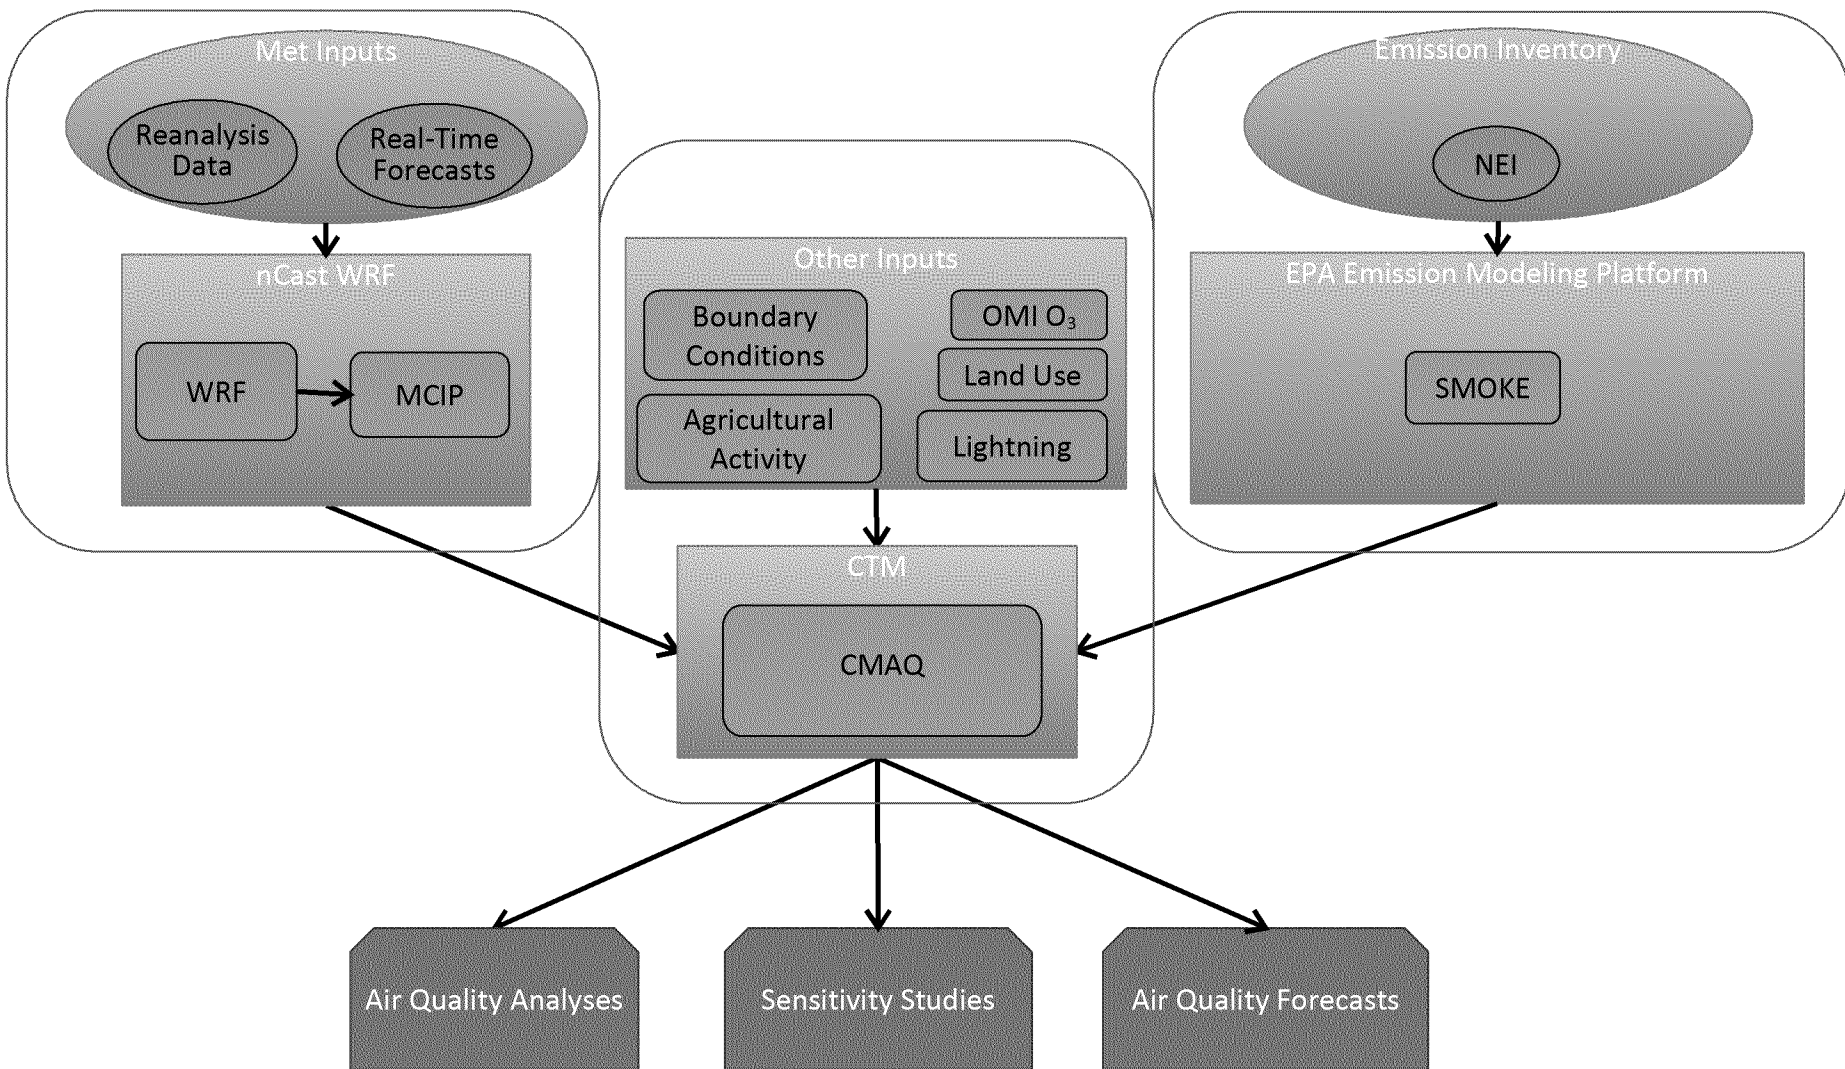 Met Inputs
Reanalysis
Data
Real-Time
Forecasts
nCast WRF
WRF
MCIP
Other Inputs
Boundary
Conditions
Agricultural
Activity
OMI O₃
Land Use
Lightning
CTM
CMAQ
Emission Inventory
NEI
EPA Emission Modeling Platform
SMOKE
Air Quality Analyses
Sensitivity Studies
Air Quality Forecasts